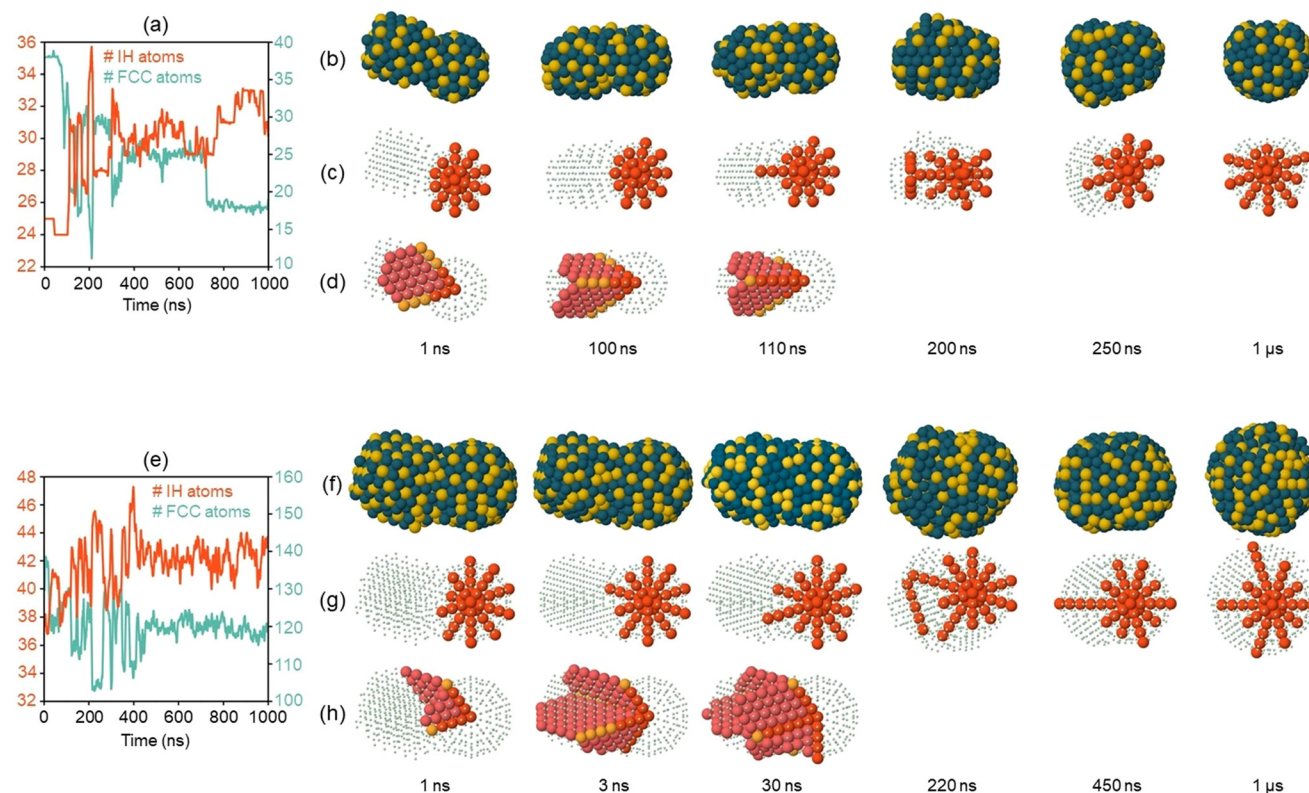 (a)
36
34
32
30
28
26
24
22
# IH atoms
# FCC atoms
40
35
30
25
20
15
10
0 200 400 600 800 1000
Time (ns)
(b)
(c)
(d)
1 ns 100 ns 110 ns 200 ns 250 ns 1 µs
(e)
48
46
44
42
40
38
36
34
32
# IH atoms
# FCC atoms
160
150
140
130
120
110
100
0 200 400 600 800 1000
Time (ns)
(f)
(g)
(h)
1 ns 3 ns 30 ns 220 ns 450 ns 1 µs